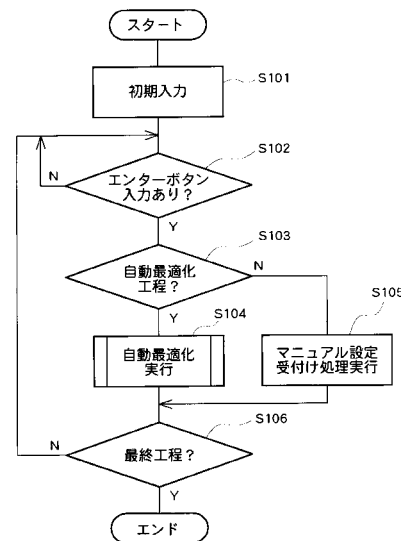 スタート
S101
初期入力
S102
エンターボタン
入力あり？
N
Y
S103
自動最適化
工程？
N
Y
S104
自動最適化
実行
S105
マニュアル設定
受付け処理実行
S106
最終工程？
N
Y
エンド